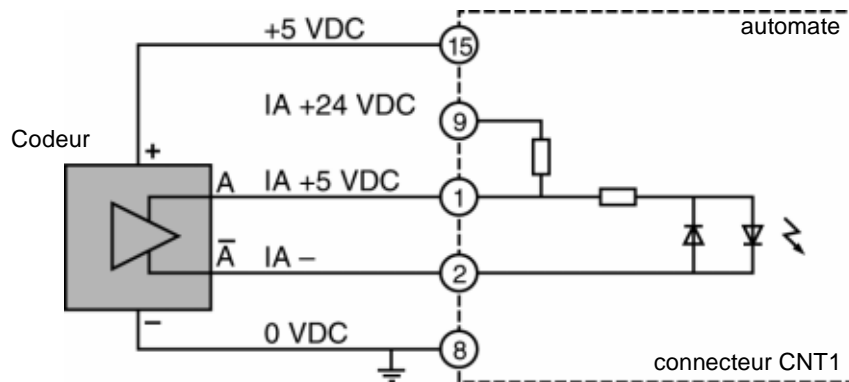 +5 VDC
15
automate
IA +24 VDC
9
Codeur
+
A
IA +5 VDC
1
A̅
IA –
2
–
0 VDC
8
connecteur CNT1